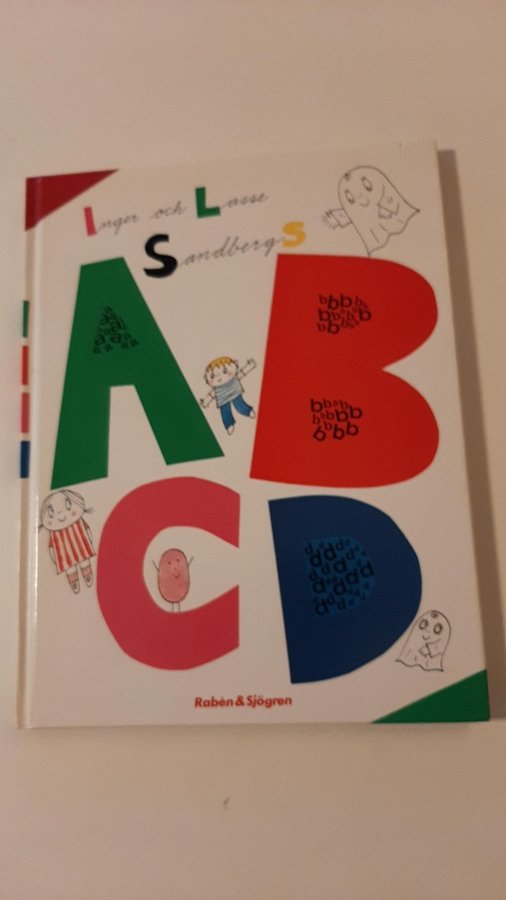 Inger och Lasse
Sandbergs
A B
C D
Rabén & Sjögren